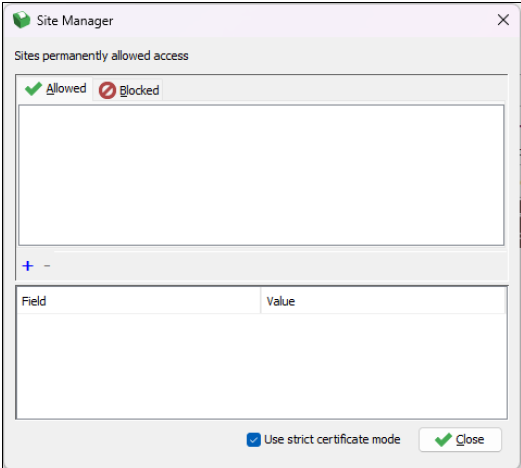 Site Manager
Sites permanently allowed access
Allowed Blocked
Field Value
Use strict certificate mode Close